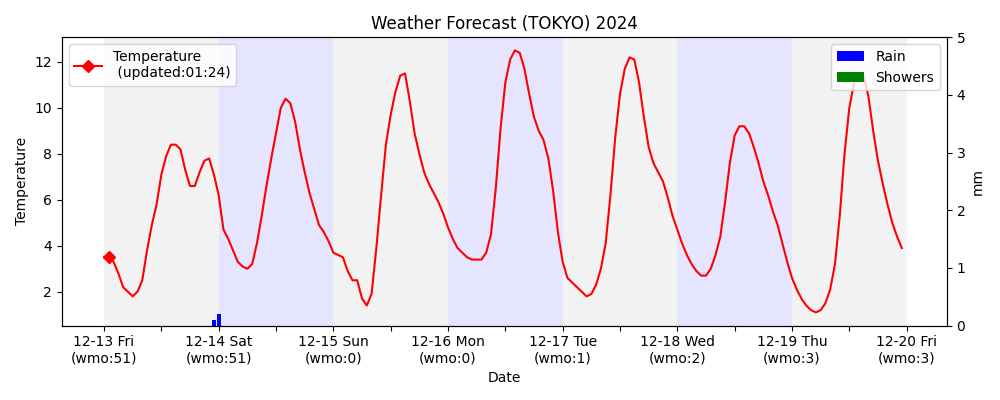 Weather Forecast (TOKYO) 2024
Temperature
(updated:01:24)
Rain
Showers
12
10
8
6
4
2
Temperature
5
4
3
2
1
0
mm
12-13 Fri
(wmo:51)
12-14 Sat
(wmo:51)
12-15 Sun
(wmo:0)
12-16 Mon
(wmo:0)
12-17 Tue
(wmo:1)
12-18 Wed
(wmo:2)
12-19 Thu
(wmo:3)
12-20 Fri
(wmo:3)
Date